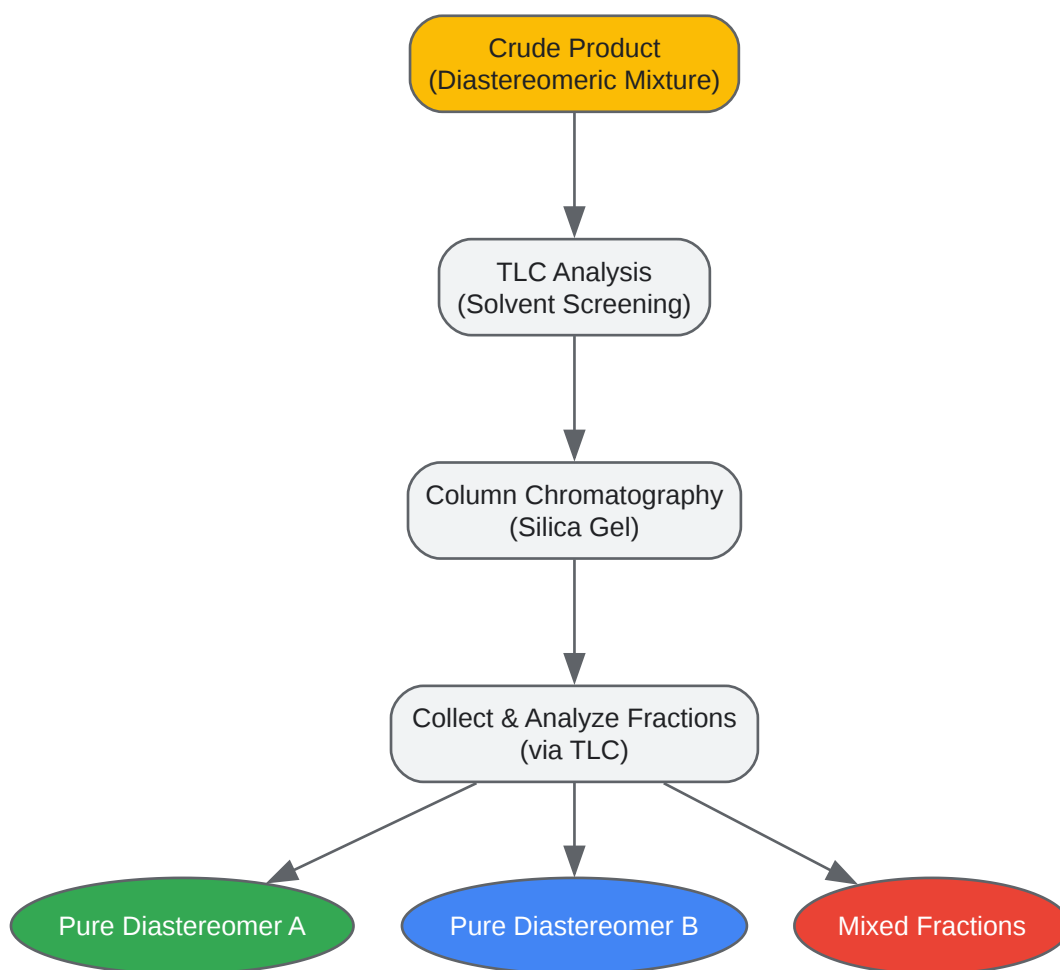 Crude Product
(Diastereomeric Mixture)
TLC Analysis
(Solvent Screening)
Column Chromatography
(Silica Gel)
Collect & Analyze Fractions
(via TLC)
Pure Diastereomer A
Pure Diastereomer B
Mixed Fractions